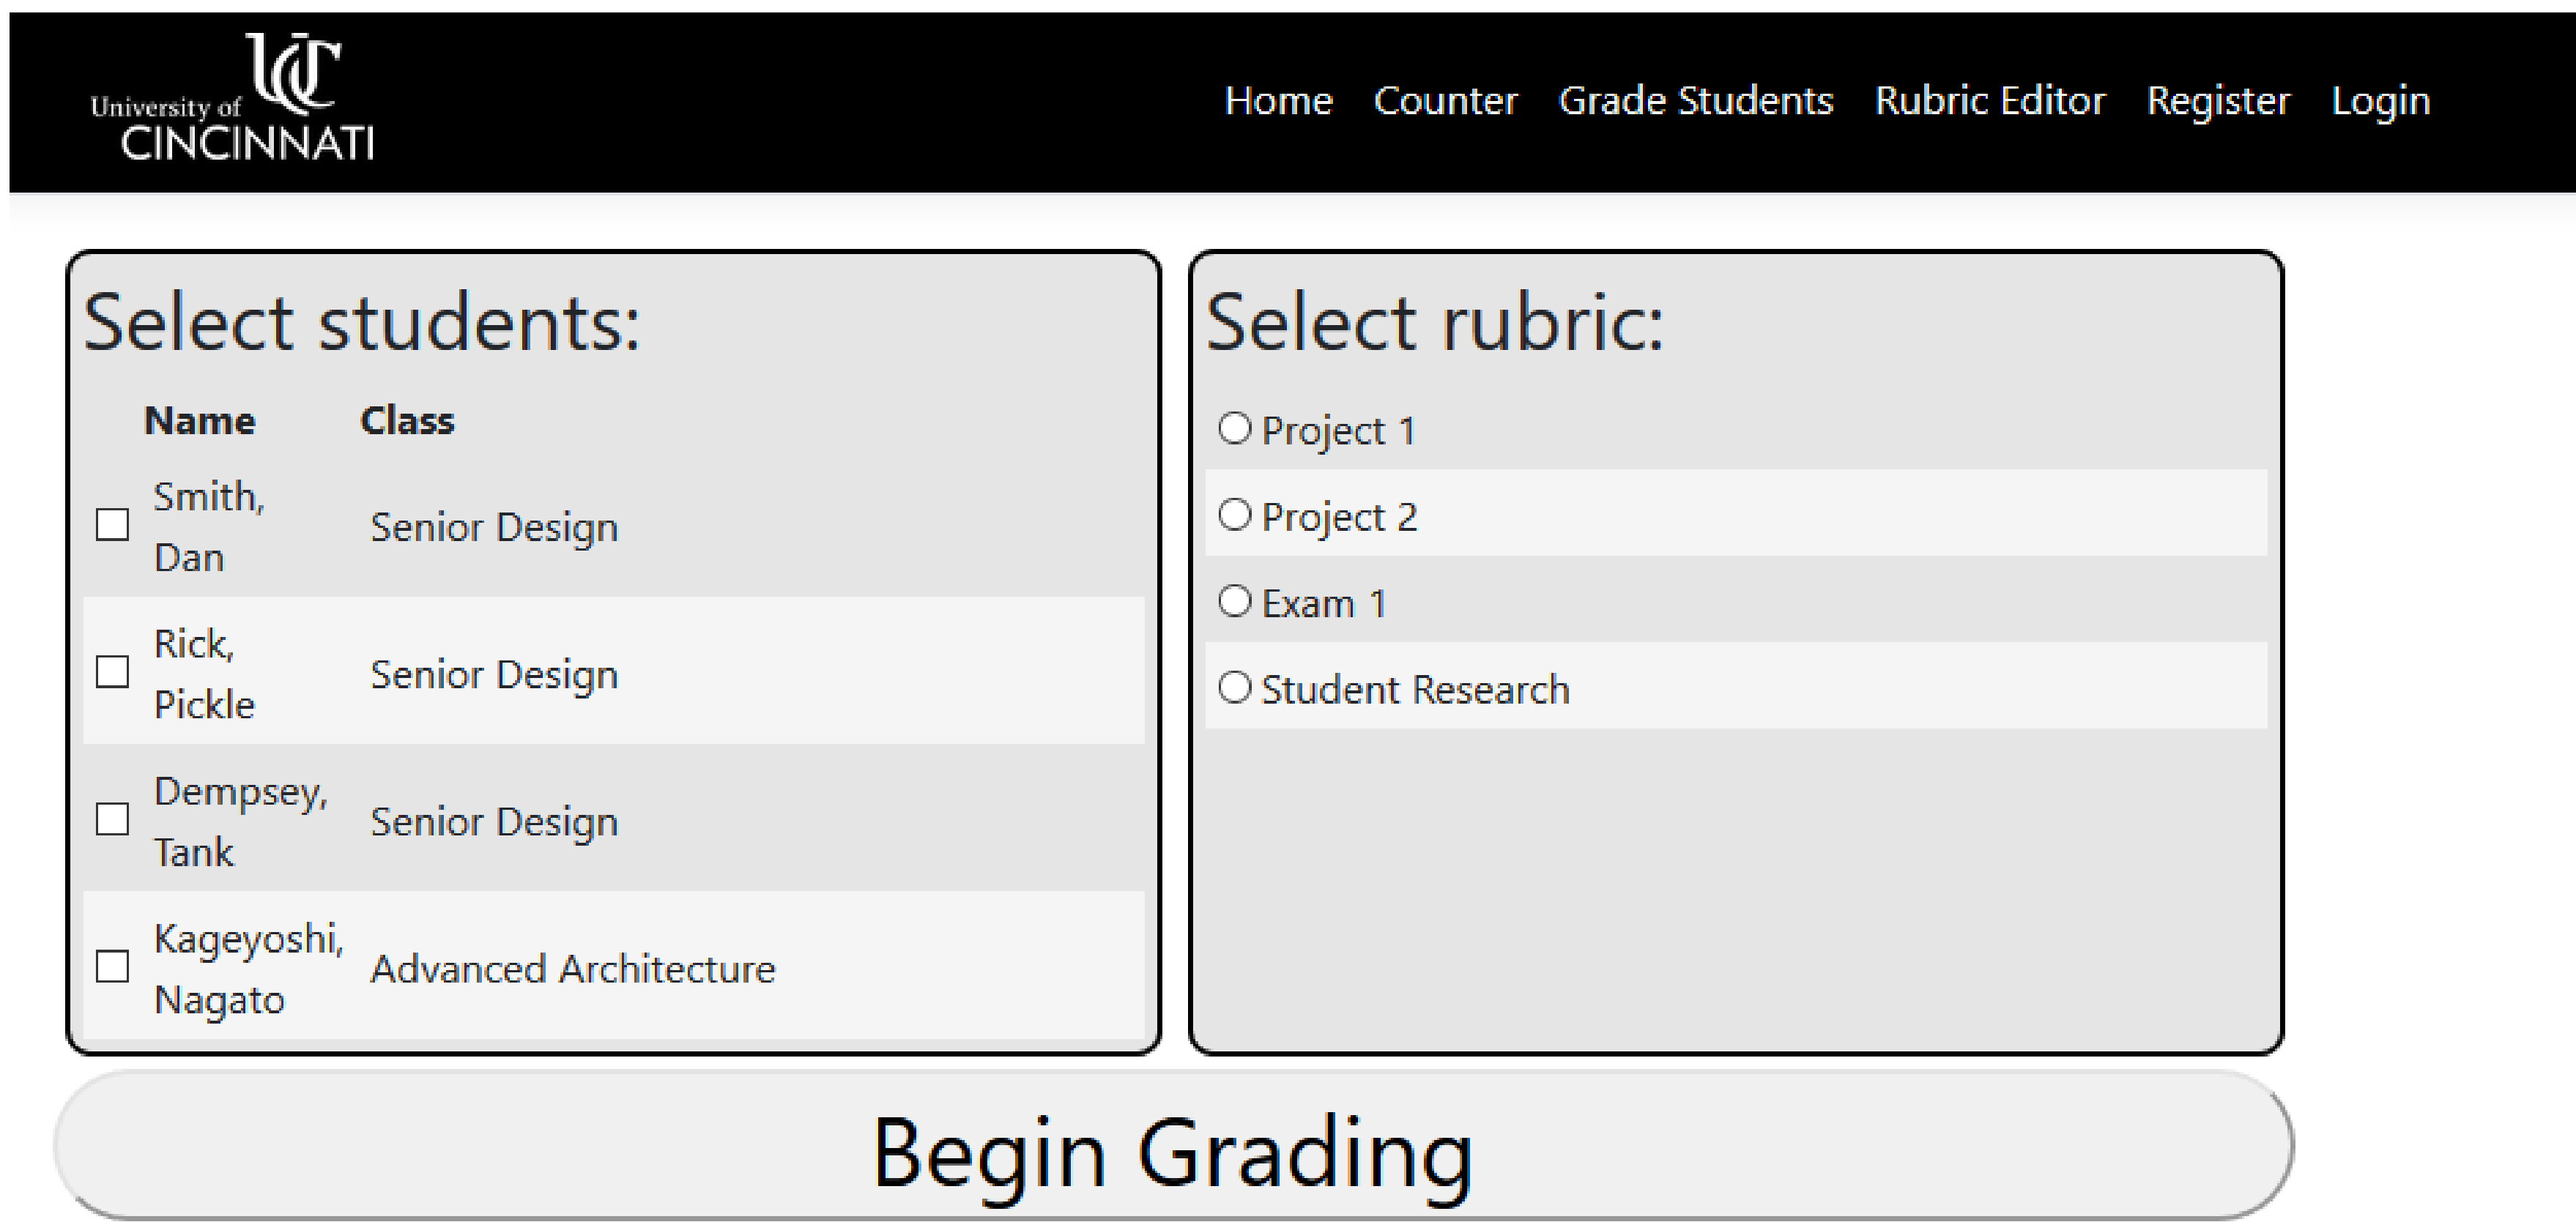 University of
UC
CINCINNATI
Home Counter Grade Students Rubric Editor Register Login
Select students:
Name Class
Smith,
Dan
Senior Design
Rick,
Pickle
Senior Design
Dempsey,
Tank
Senior Design
Kageyoshi,
Nagato
Advanced Architecture
Select rubric:
Project 1
Project 2
Exam 1
Student Research
Begin Grading